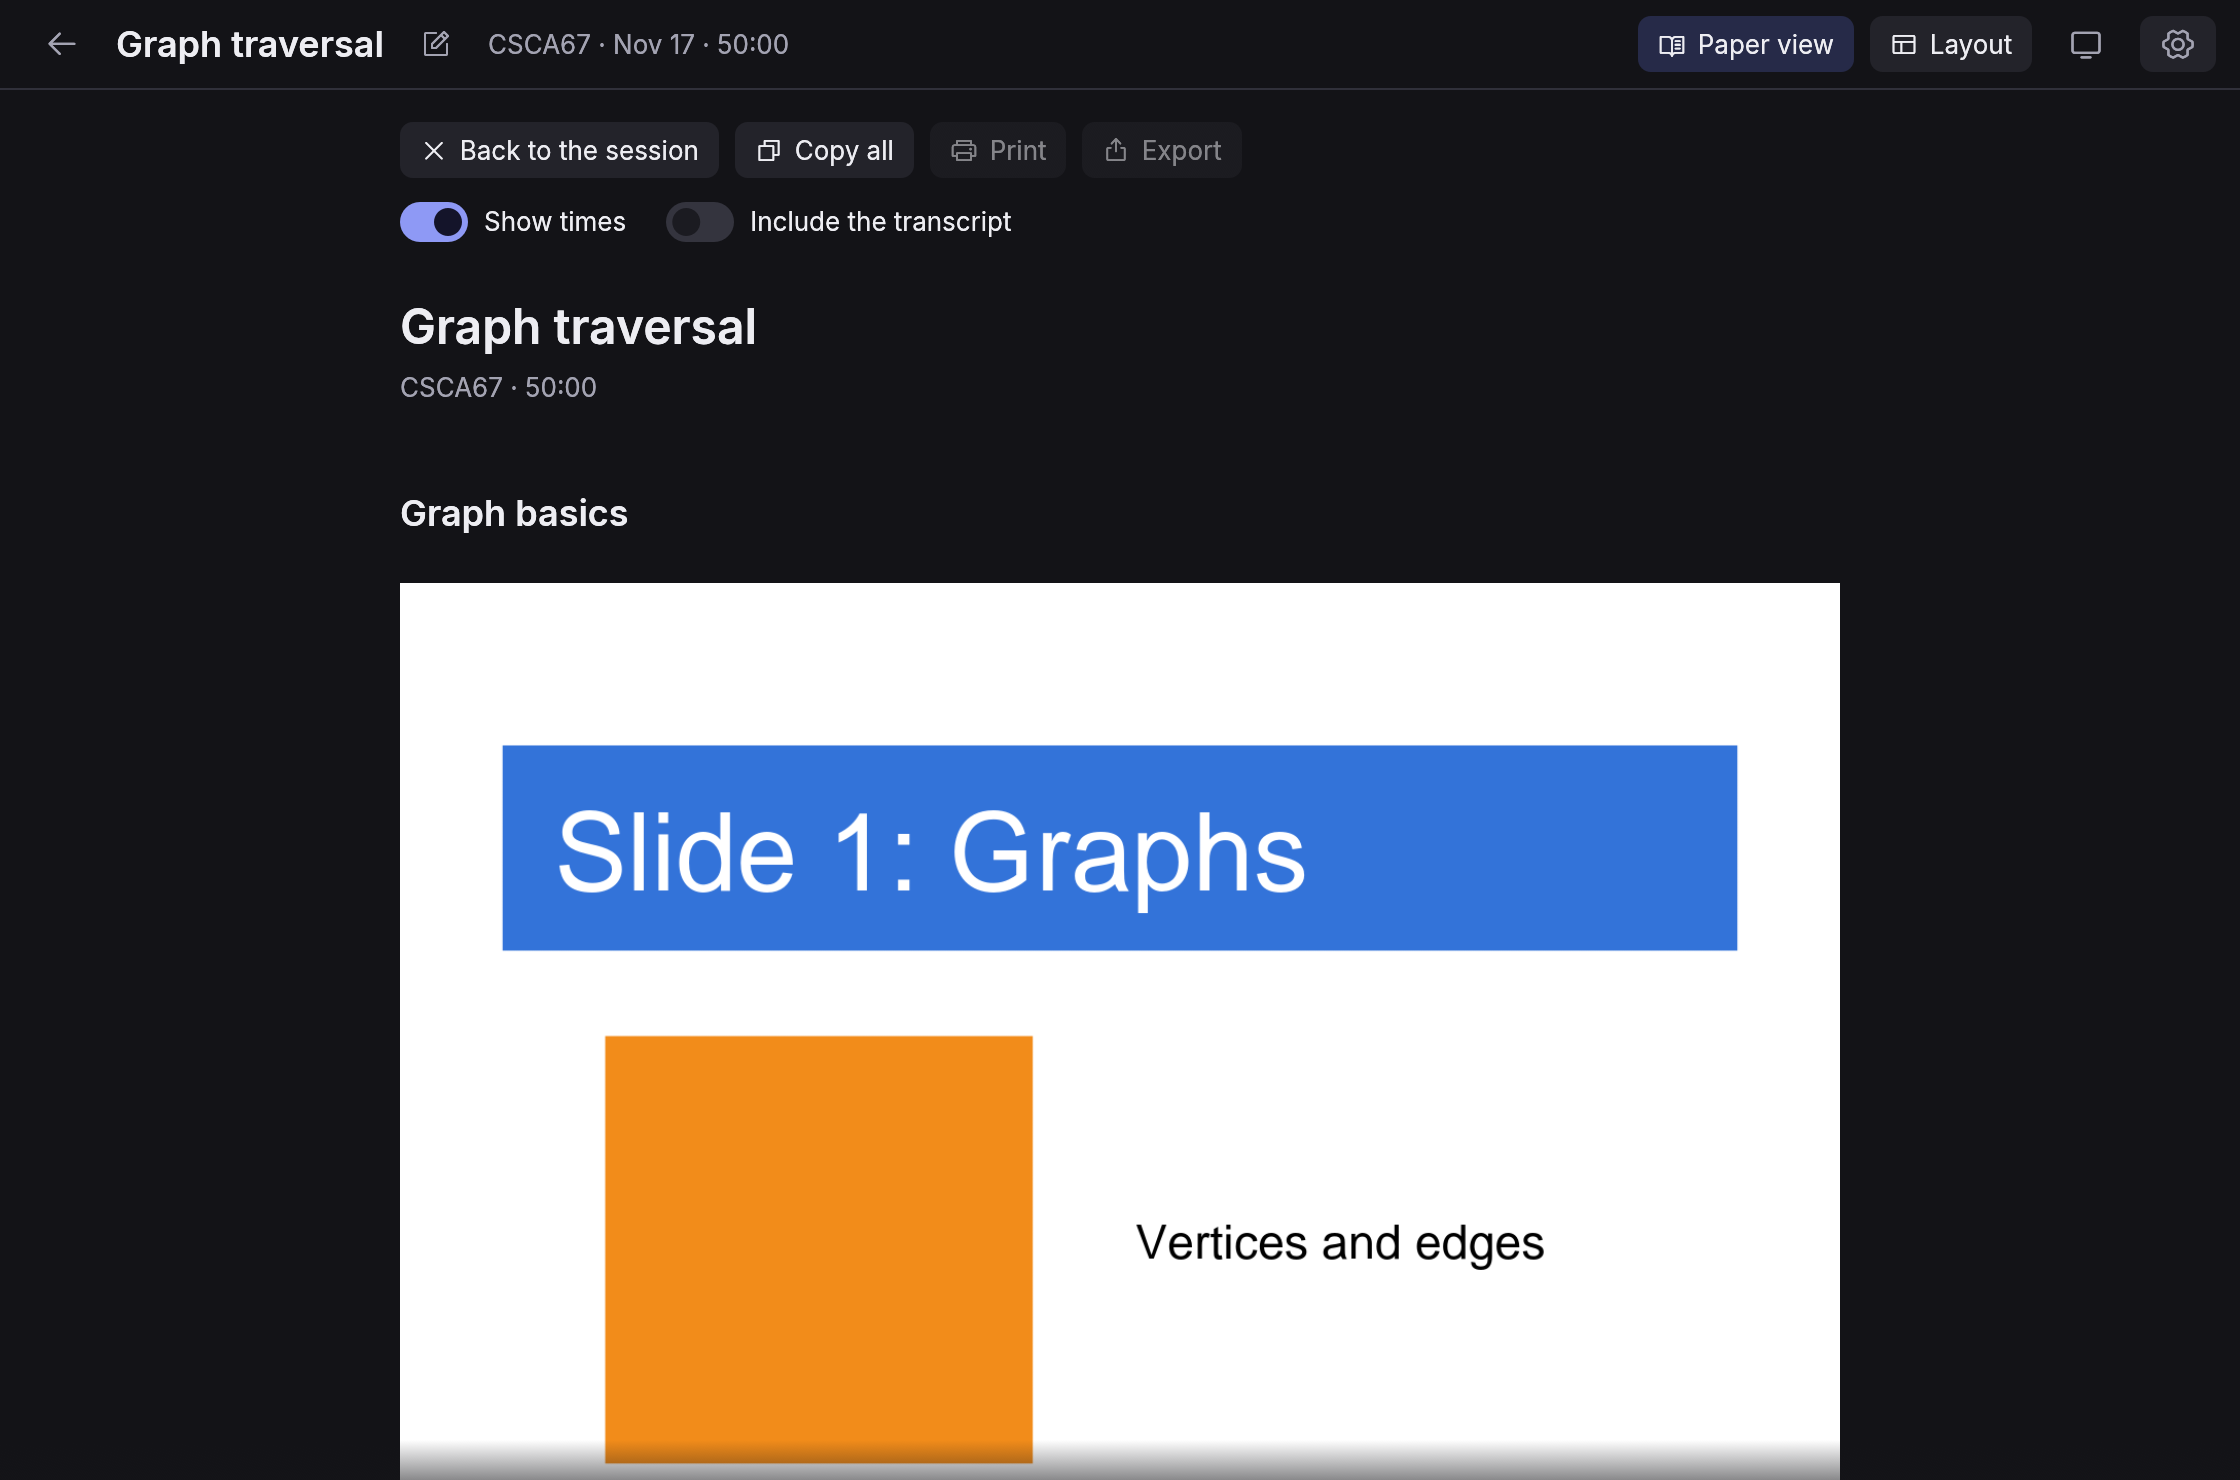 Graph traversal
CSCA67 · Nov 17 · 50:00
Paper view
Layout
Back to the session
Copy all
Print
Export
Show times
Include the transcript
Graph traversal
CSCA67 · 50:00
Graph basics
Slide 1: Graphs
Vertices and edges